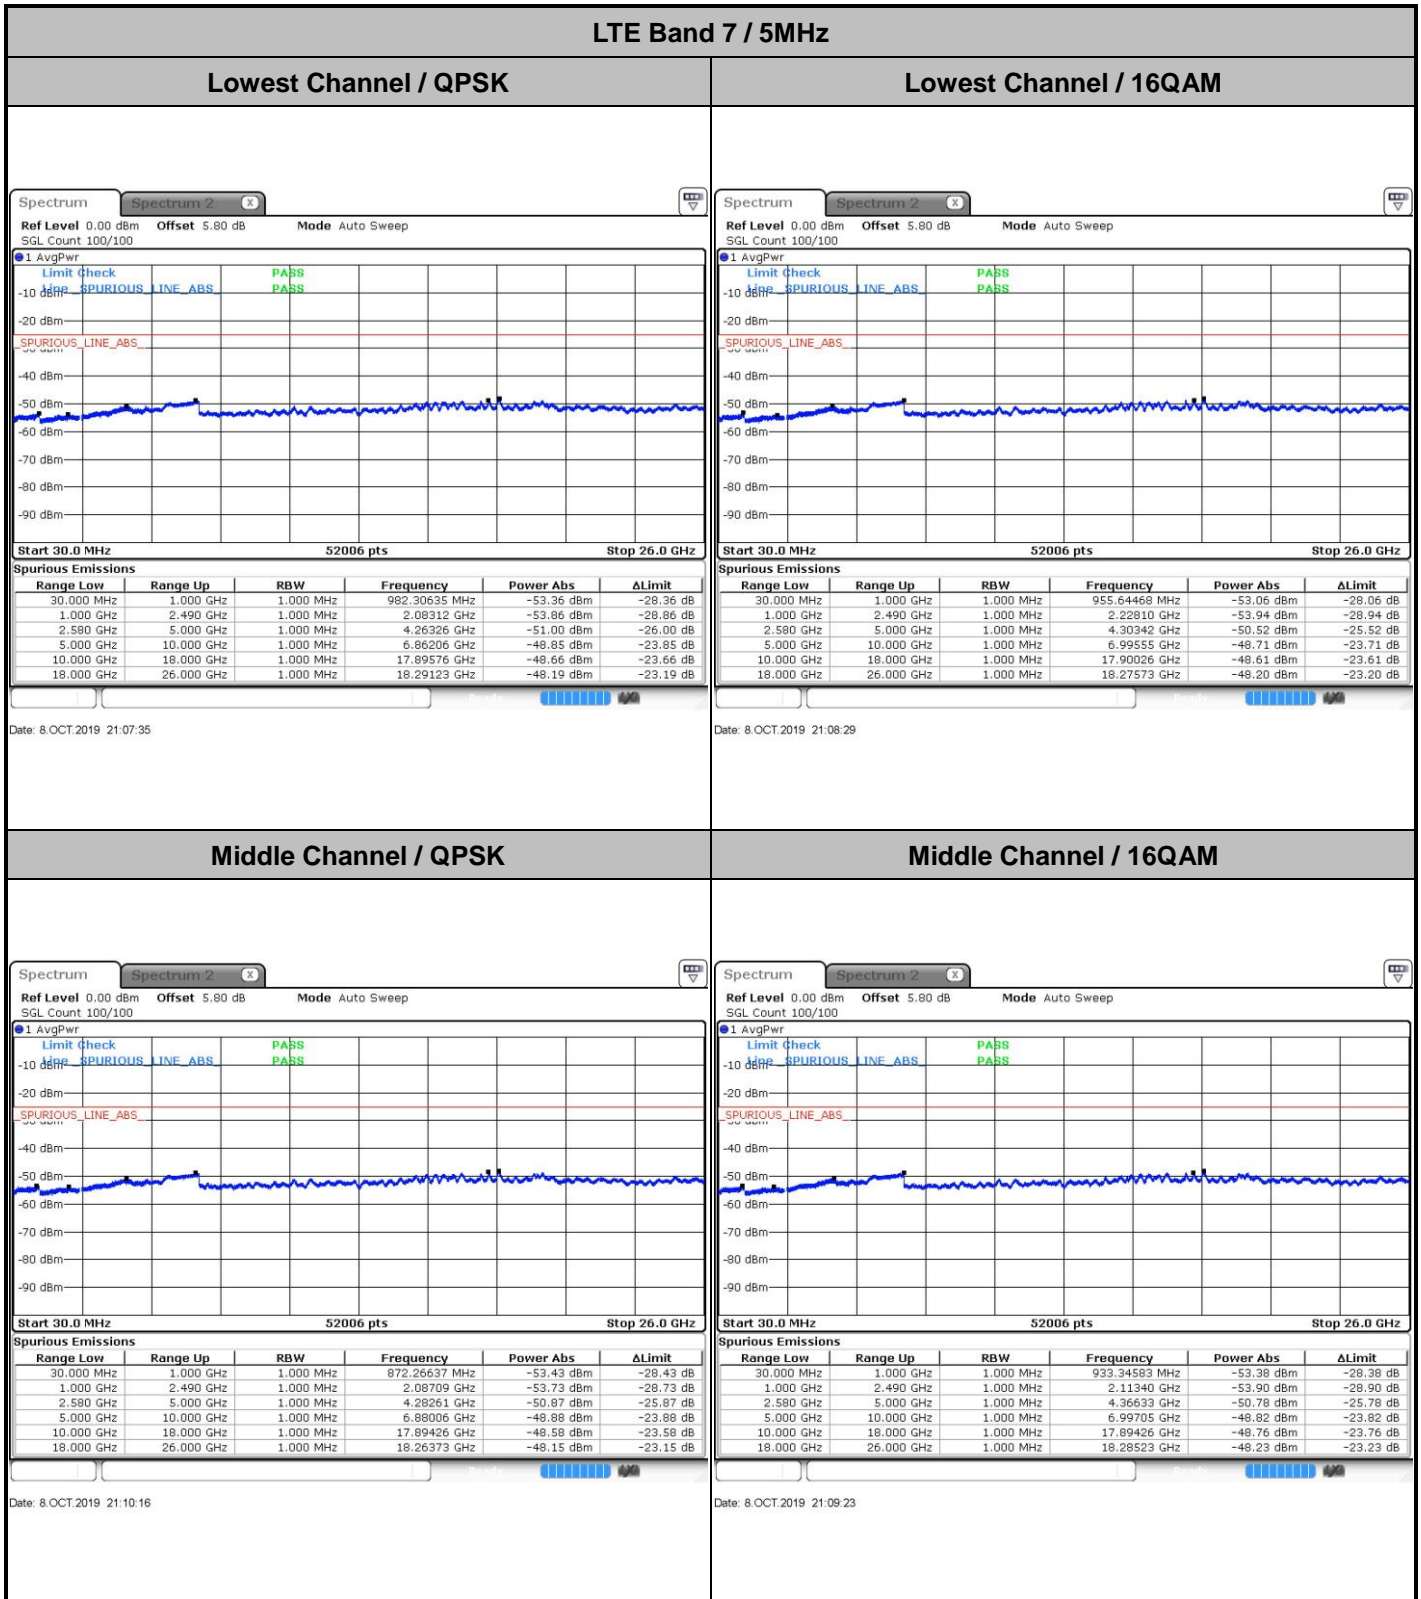 LTE Band 7 / 5MHz
Lowest Channel / QPSK
Lowest Channel / 16QAM
Spectrum Spectrum 2 X
Ref Level 0.00 dBm Offset 5.80 dB Mode Auto Sweep
SGL Count 100/100
1 AvgPwr
Limit Check PASS
-10 dBm Line _SPURIOUS_LINE_ABS_ PASS
-20 dBm
_SPURIOUS_LINE_ABS_
-40 dBm
-50 dBm
-60 dBm
-70 dBm
-80 dBm
-90 dBm
Start 30.0 MHz 52006 pts Stop 26.0 GHz
Spurious Emissions
Range Low Range Up RBW Frequency Power Abs ΔLimit
30.000 MHz 1.000 GHz 1.000 MHz 982.30635 MHz -53.36 dBm -28.36 dB
1.000 GHz 2.490 GHz 1.000 MHz 2.08312 GHz -53.86 dBm -28.86 dB
2.580 GHz 5.000 GHz 1.000 MHz 4.26326 GHz -51.00 dBm -26.00 dB
5.000 GHz 10.000 GHz 1.000 MHz 6.86206 GHz -48.85 dBm -23.85 dB
10.000 GHz 18.000 GHz 1.000 MHz 17.89576 GHz -48.66 dBm -23.66 dB
18.000 GHz 26.000 GHz 1.000 MHz 18.29123 GHz -48.19 dBm -23.19 dB
Date: 8.OCT.2019 21:07:35
Spectrum Spectrum 2 X
Ref Level 0.00 dBm Offset 5.80 dB Mode Auto Sweep
SGL Count 100/100
1 AvgPwr
Limit Check PASS
-10 dBm Line _SPURIOUS_LINE_ABS_ PASS
-20 dBm
_SPURIOUS_LINE_ABS_
-40 dBm
-50 dBm
-60 dBm
-70 dBm
-80 dBm
-90 dBm
Start 30.0 MHz 52006 pts Stop 26.0 GHz
Spurious Emissions
Range Low Range Up RBW Frequency Power Abs ΔLimit
30.000 MHz 1.000 GHz 1.000 MHz 955.64468 MHz -53.06 dBm -28.06 dB
1.000 GHz 2.490 GHz 1.000 MHz 2.22810 GHz -53.94 dBm -28.94 dB
2.580 GHz 5.000 GHz 1.000 MHz 4.30342 GHz -50.52 dBm -25.52 dB
5.000 GHz 10.000 GHz 1.000 MHz 6.99555 GHz -48.71 dBm -23.71 dB
10.000 GHz 18.000 GHz 1.000 MHz 17.90026 GHz -48.61 dBm -23.61 dB
18.000 GHz 26.000 GHz 1.000 MHz 18.27573 GHz -48.20 dBm -23.20 dB
Date: 8.OCT.2019 21:08:29
Middle Channel / QPSK
Middle Channel / 16QAM
Spectrum Spectrum 2 X
Ref Level 0.00 dBm Offset 5.80 dB Mode Auto Sweep
SGL Count 100/100
1 AvgPwr
Limit Check PASS
-10 dBm Line _SPURIOUS_LINE_ABS_ PASS
-20 dBm
_SPURIOUS_LINE_ABS_
-40 dBm
-50 dBm
-60 dBm
-70 dBm
-80 dBm
-90 dBm
Start 30.0 MHz 52006 pts Stop 26.0 GHz
Spurious Emissions
Range Low Range Up RBW Frequency Power Abs ΔLimit
30.000 MHz 1.000 GHz 1.000 MHz 872.26637 MHz -53.43 dBm -28.43 dB
1.000 GHz 2.490 GHz 1.000 MHz 2.08709 GHz -53.73 dBm -28.73 dB
2.580 GHz 5.000 GHz 1.000 MHz 4.28261 GHz -50.87 dBm -25.87 dB
5.000 GHz 10.000 GHz 1.000 MHz 6.88006 GHz -48.88 dBm -23.88 dB
10.000 GHz 18.000 GHz 1.000 MHz 17.89426 GHz -48.58 dBm -23.58 dB
18.000 GHz 26.000 GHz 1.000 MHz 18.26373 GHz -48.15 dBm -23.15 dB
Date: 8.OCT.2019 21:10:16
Spectrum Spectrum 2 X
Ref Level 0.00 dBm Offset 5.80 dB Mode Auto Sweep
SGL Count 100/100
1 AvgPwr
Limit Check PASS
-10 dBm Line _SPURIOUS_LINE_ABS_ PASS
-20 dBm
_SPURIOUS_LINE_ABS_
-40 dBm
-50 dBm
-60 dBm
-70 dBm
-80 dBm
-90 dBm
Start 30.0 MHz 52006 pts Stop 26.0 GHz
Spurious Emissions
Range Low Range Up RBW Frequency Power Abs ΔLimit
30.000 MHz 1.000 GHz 1.000 MHz 933.34583 MHz -53.38 dBm -28.38 dB
1.000 GHz 2.490 GHz 1.000 MHz 2.11340 GHz -53.90 dBm -28.90 dB
2.580 GHz 5.000 GHz 1.000 MHz 4.36633 GHz -50.78 dBm -25.78 dB
5.000 GHz 10.000 GHz 1.000 MHz 6.99705 GHz -48.82 dBm -23.82 dB
10.000 GHz 18.000 GHz 1.000 MHz 17.89426 GHz -48.76 dBm -23.76 dB
18.000 GHz 26.000 GHz 1.000 MHz 18.28523 GHz -48.23 dBm -23.23 dB
Date: 8.OCT.2019 21:09:23